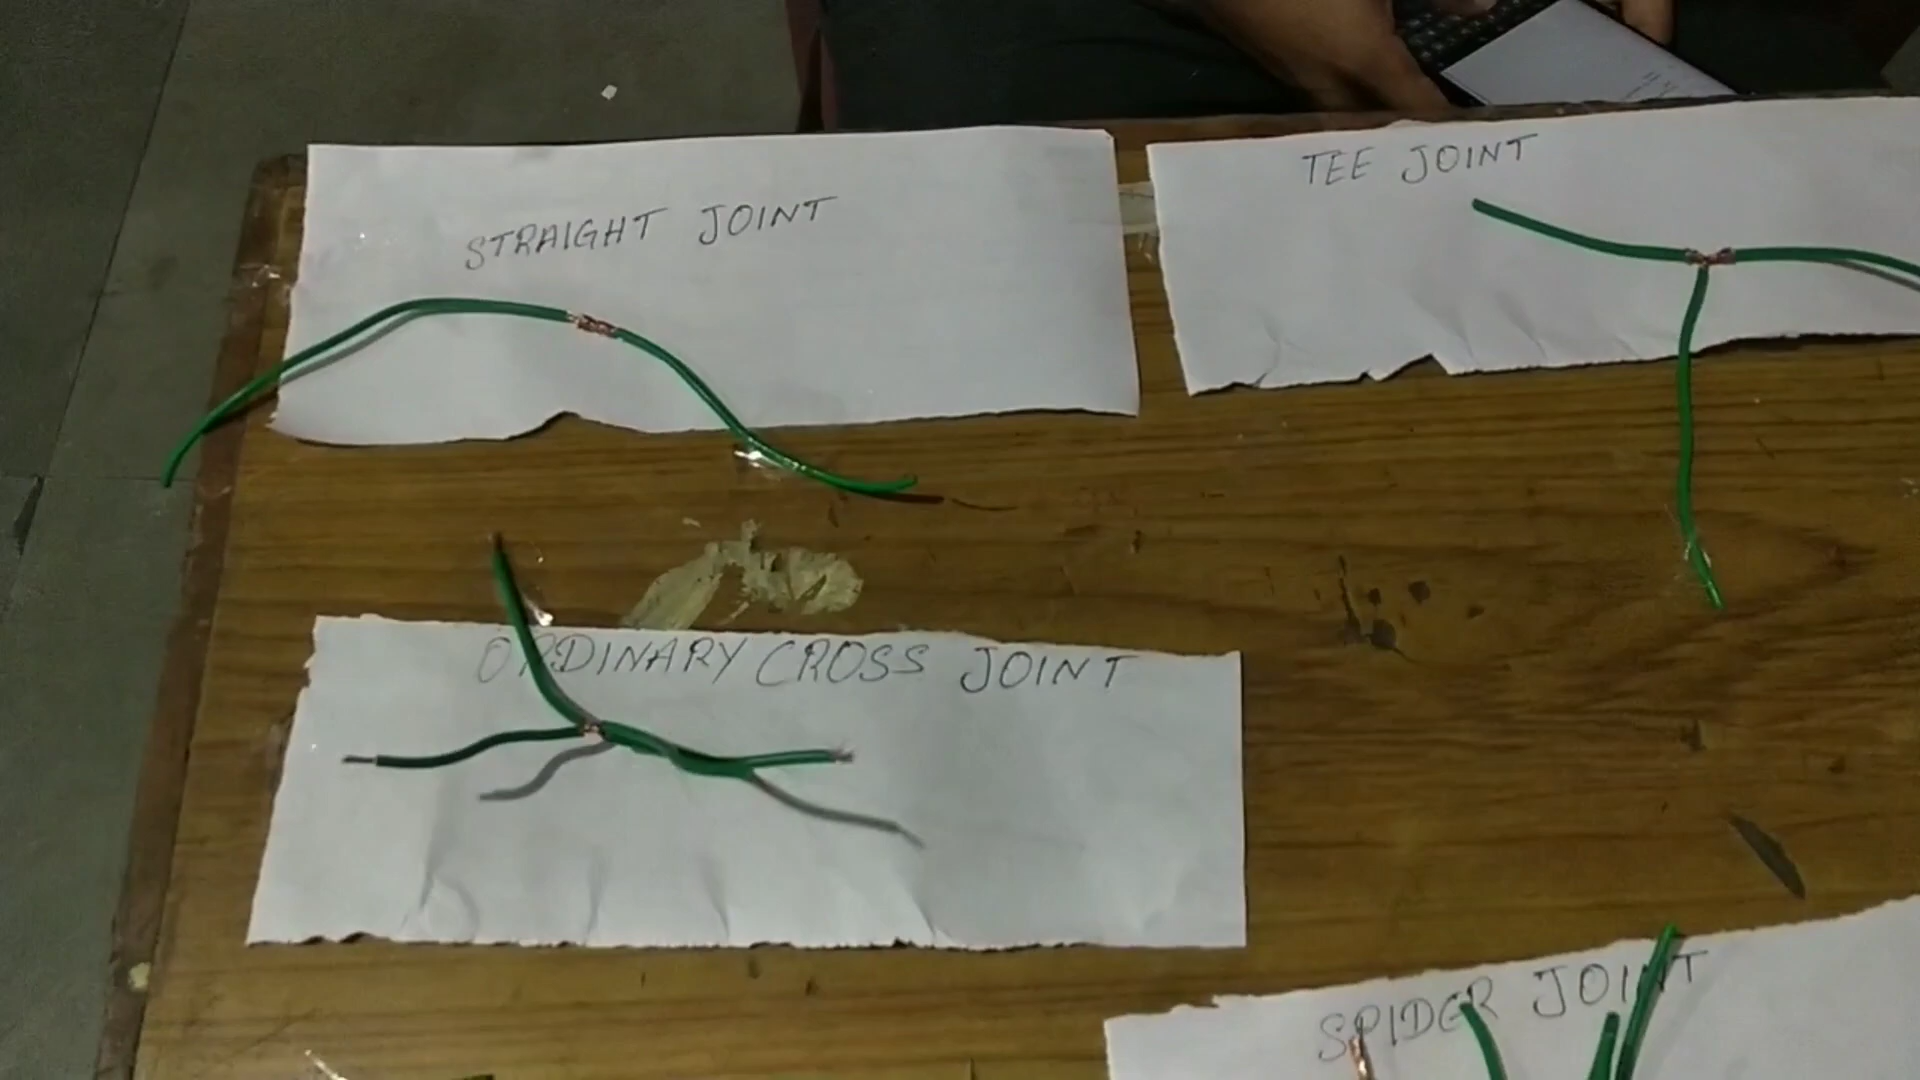 STRAIGHT JOINT
TEE JOINT
ORDINARY CROSS JOINT
SPIDER JOINT